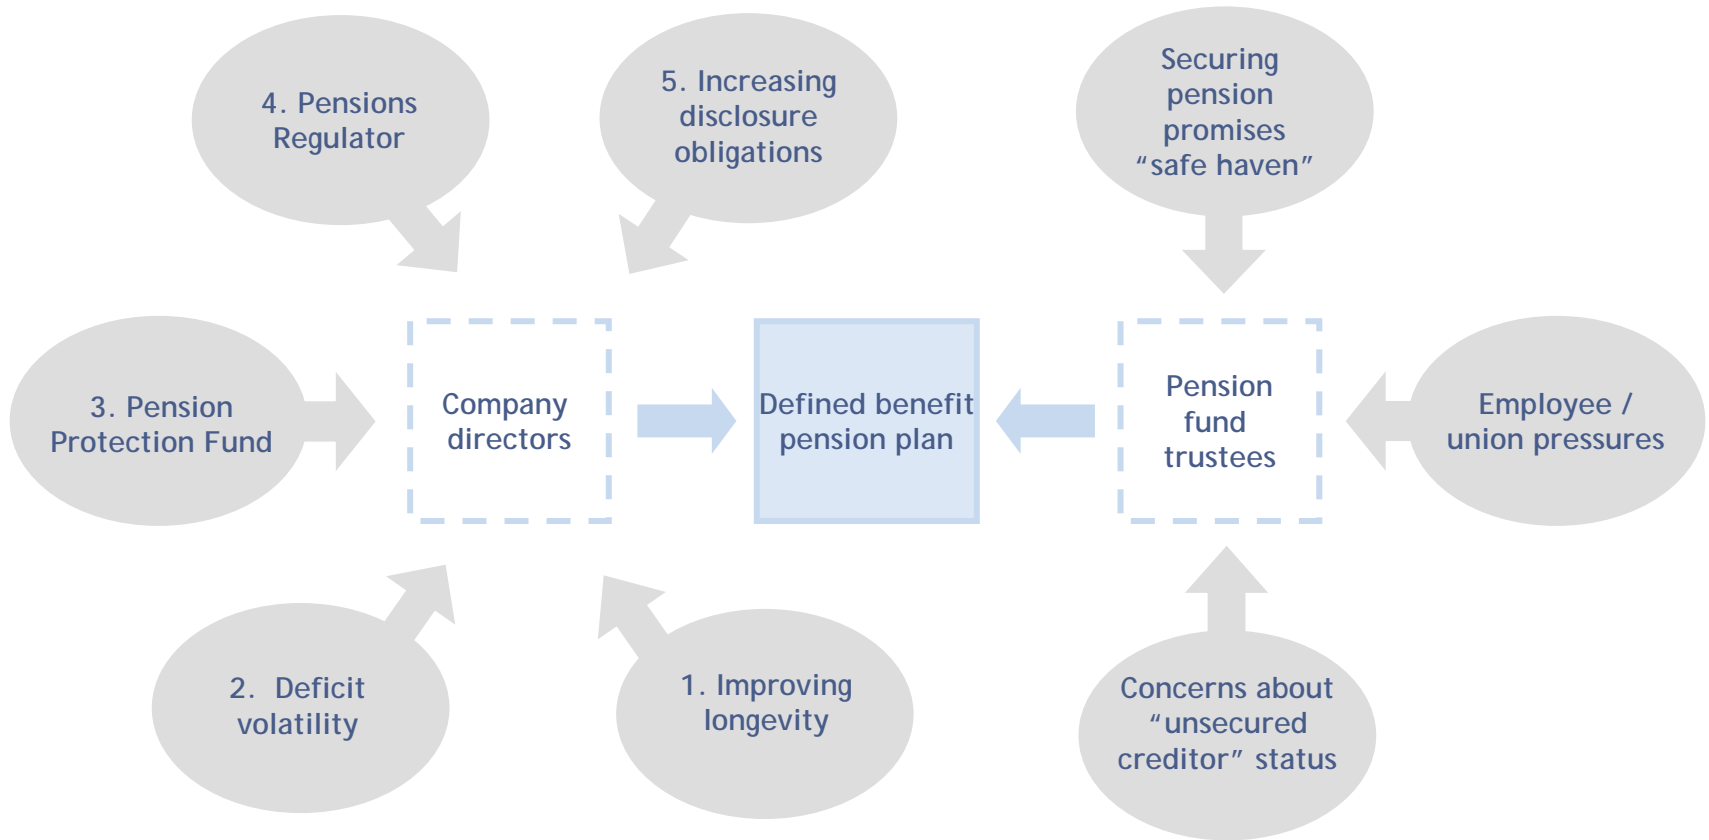 4. Pensions
Regulator
5. Increasing
disclosure
obligations
Securing
pension
promises
“safe haven”
3. Pension
Protection Fund
Company
directors
Defined benefit
pension plan
Pension
fund
trustees
Employee /
union pressures
2. Deficit
volatility
1. Improving
longevity
Concerns about
“unsecured
creditor” status